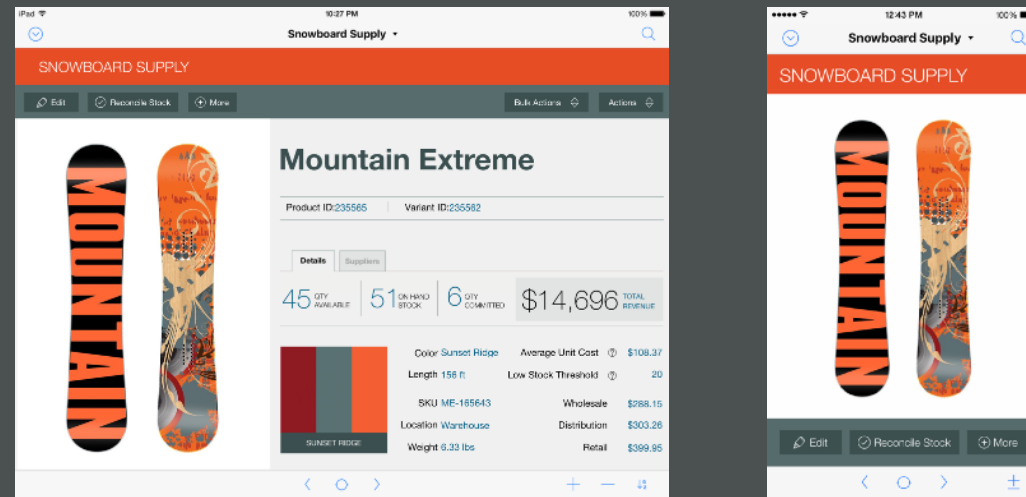 iPad 10:27 PM 100%
Snowboard Supply
SNOWBOARD SUPPLY
Edit Reconcile Stock More Bulk Actions Actions
MOUNTAIN
Mountain Extreme
Product ID:235565 Variant ID:235582
Details Suppliers
45 QTY AVAILABLE 51 ON HAND STOCK 6 QTY COMMITTED $14,696 TOTAL REVENUE
Color Sunset Ridge Average Unit Cost $108.37
Length 156 ft Low Stock Threshold 20
SKU ME-165643 Wholesale $288.15
Location Warehouse Distribution $303.26
Weight 6.33 lbs Retail $399.95
SUNSET RIDGE
12:43 PM 100%
Snowboard Supply
SNOWBOARD SUPPLY
MOUNTAIN
Edit Reconcile Stock More